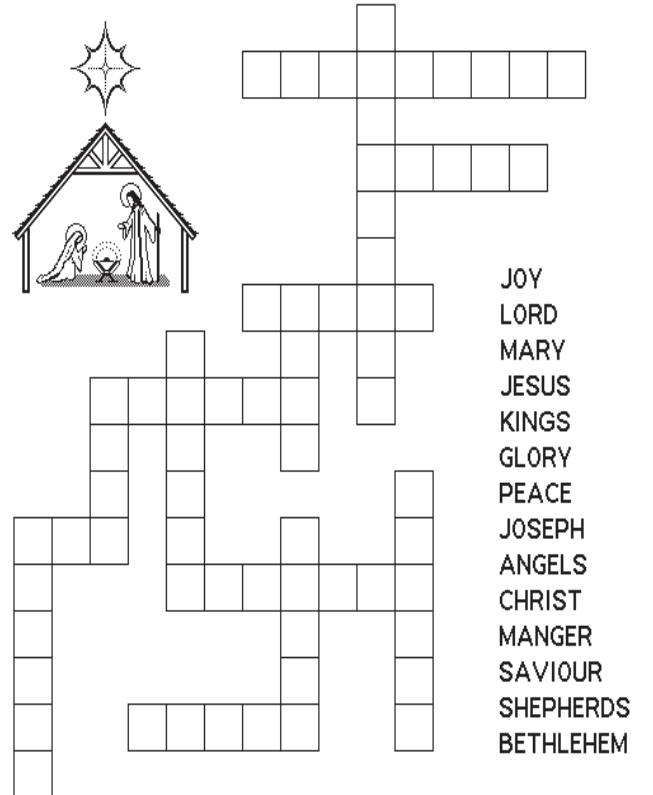 JOY
LORD
MARY
JESUS
KINGS
GLORY
PEACE
JOSEPH
ANGELS
CHRIST
MANGER
SAVIOUR
SHEPHERDS
BETHLEHEM